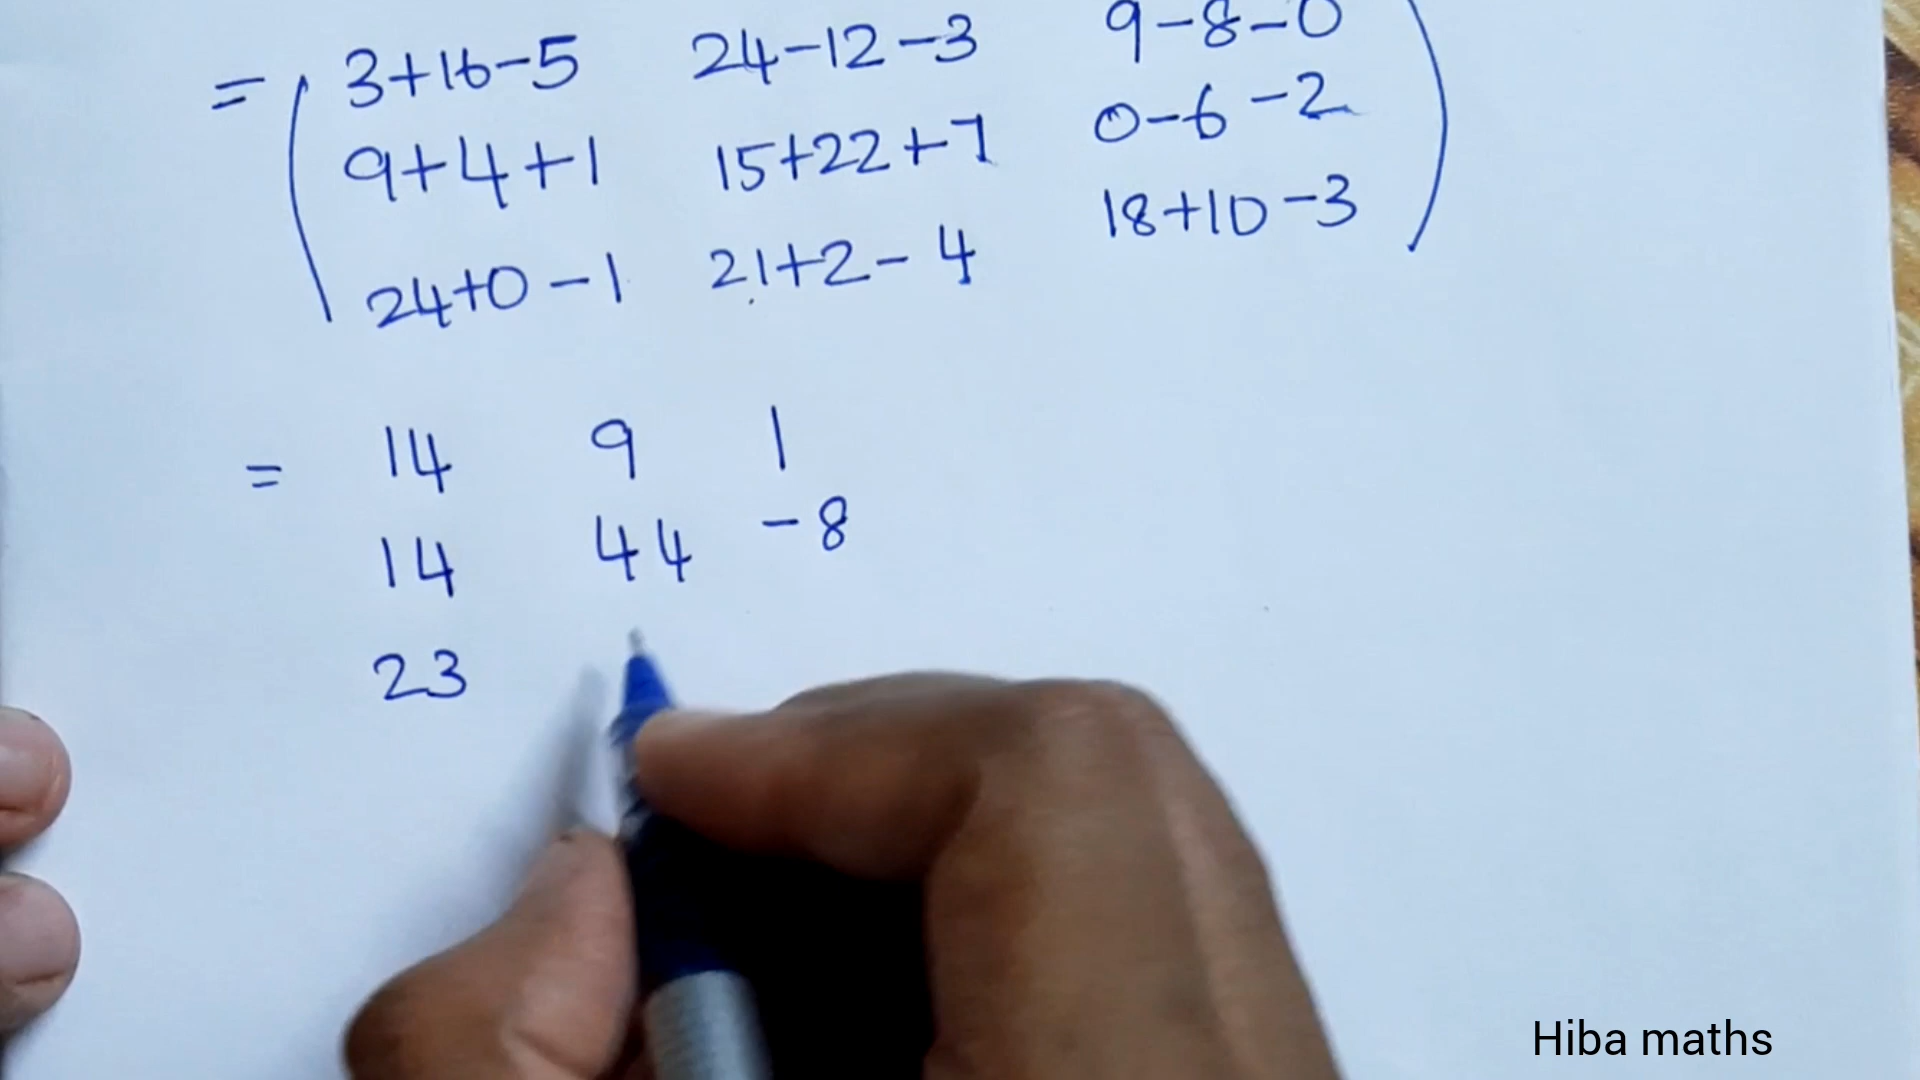 = ( 3+16-5 24-12-3 9-8-0 )
9+4+1 15+22+7 0-6-2
24+0-1 21+2-4 18+10-3
= 14 9 1
14 44 -8
23
Hiba maths